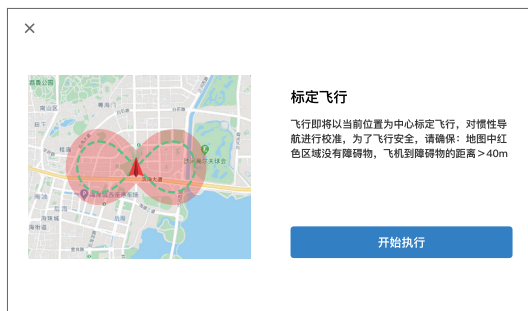 标定飞行
飞行即将以当前位置为中心标定飞行，对惯性导
航进行校准，为了飞行安全，请确保：地图中红
色区域没有障碍物，飞机到障碍物的距离＞40m
开始执行